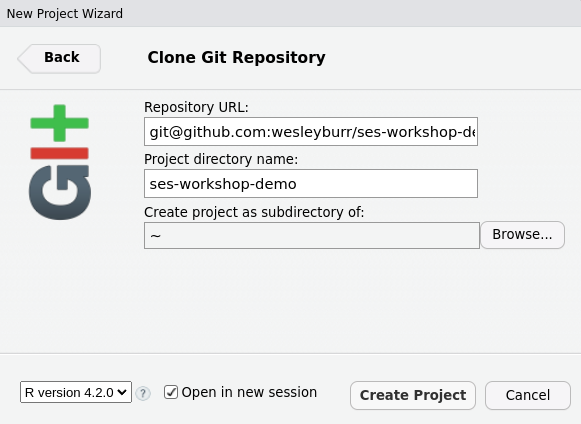 New Project Wizard
Back
Clone Git Repository
Repository URL:
git@github.com:wesleyburr/ses-workshop-de
Project directory name:
ses-workshop-demo
Create project as subdirectory of:
~
Browse...
git
R version 4.2.0
?
Open in new session
Create Project
Cancel